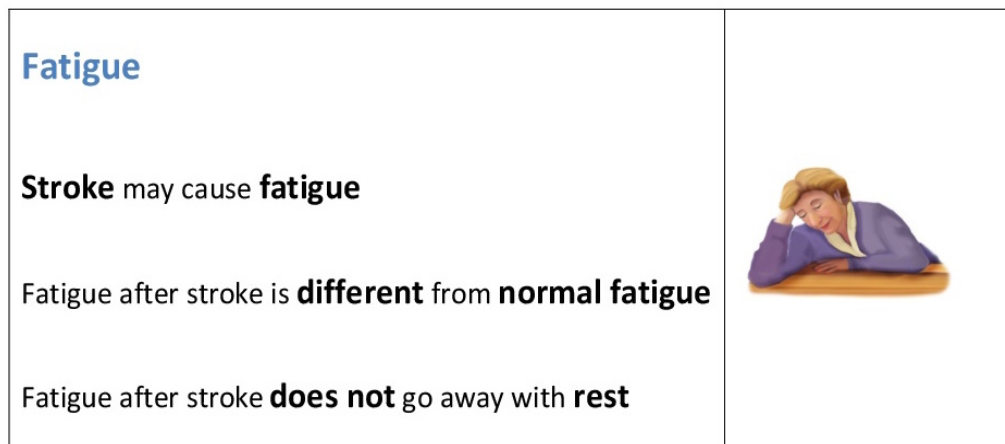 Fatigue
Stroke may cause fatigue
Fatigue after stroke is different from normal fatigue
Fatigue after stroke does not go away with rest